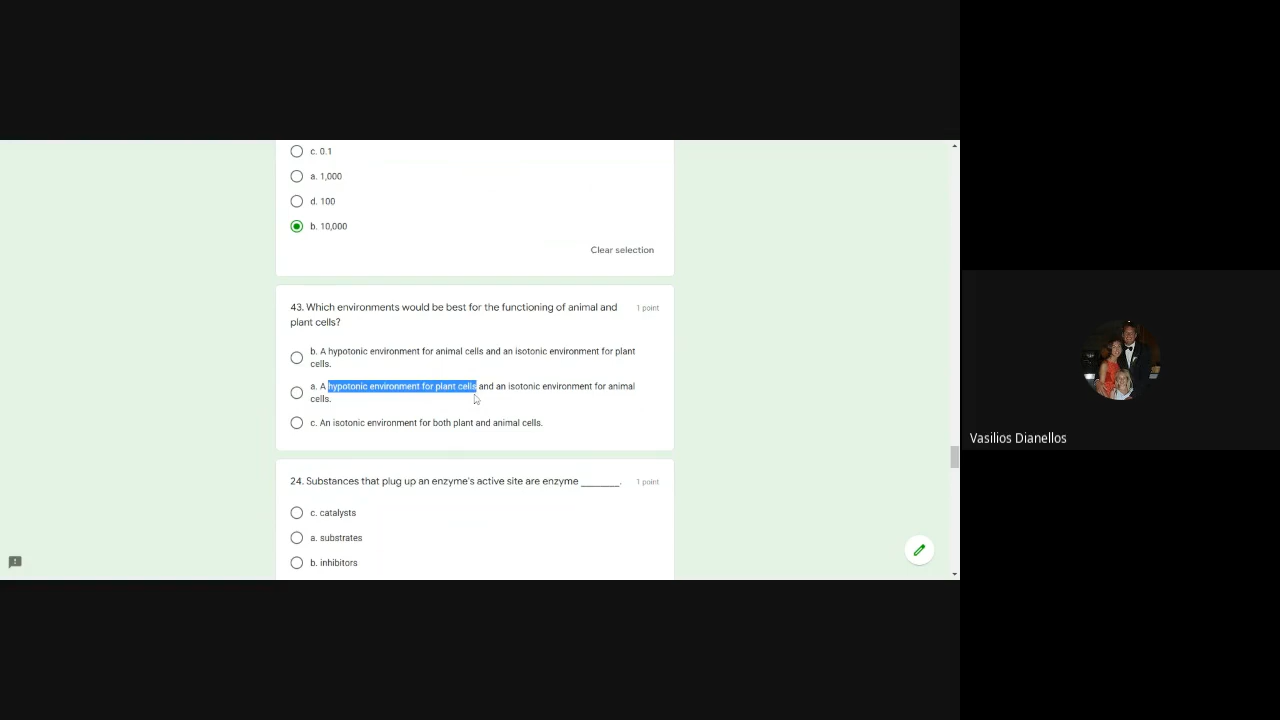 c. 0.1
a. 1,000
d. 100
b. 10,000
Clear selection
43. Which environments would be best for the functioning of animal and
plant cells?
1 point
b. A hypotonic environment for animal cells and an isotonic environment for plant
cells.
a. A hypotonic environment for plant cells and an isotonic environment for animal
cells.
c. An isotonic environment for both plant and animal cells.
24. Substances that plug up an enzyme's active site are enzyme _______.
1 point
c. catalysts
a. substrates
b. inhibitors
Vasilios Dianellos